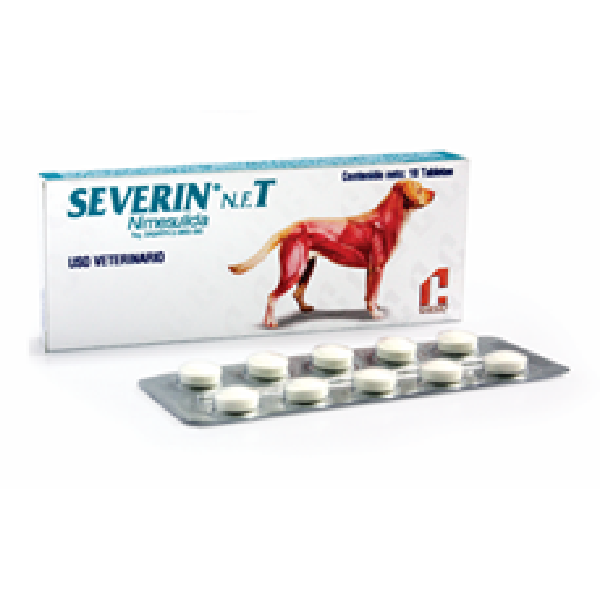 Contenido neto: 10 Tabletas
SEVERIN® N.F.T
Nimesulida
USO VETERINARIO